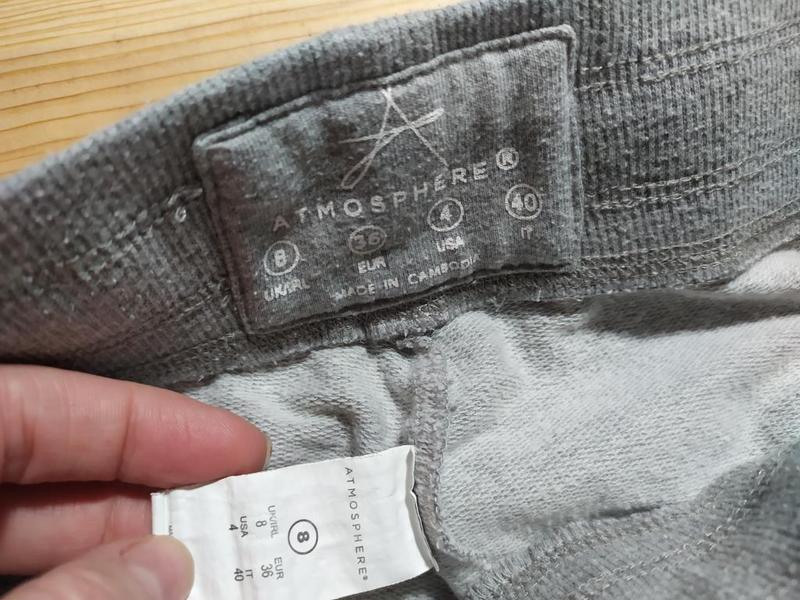 ATMOSPHERE®
8 36 4 40
UK/IRL EUR USA IT
MADE IN CAMBODIA
ATMOSPHERE®
8
UK/IRL EUR
8 36
USA IT
4 40